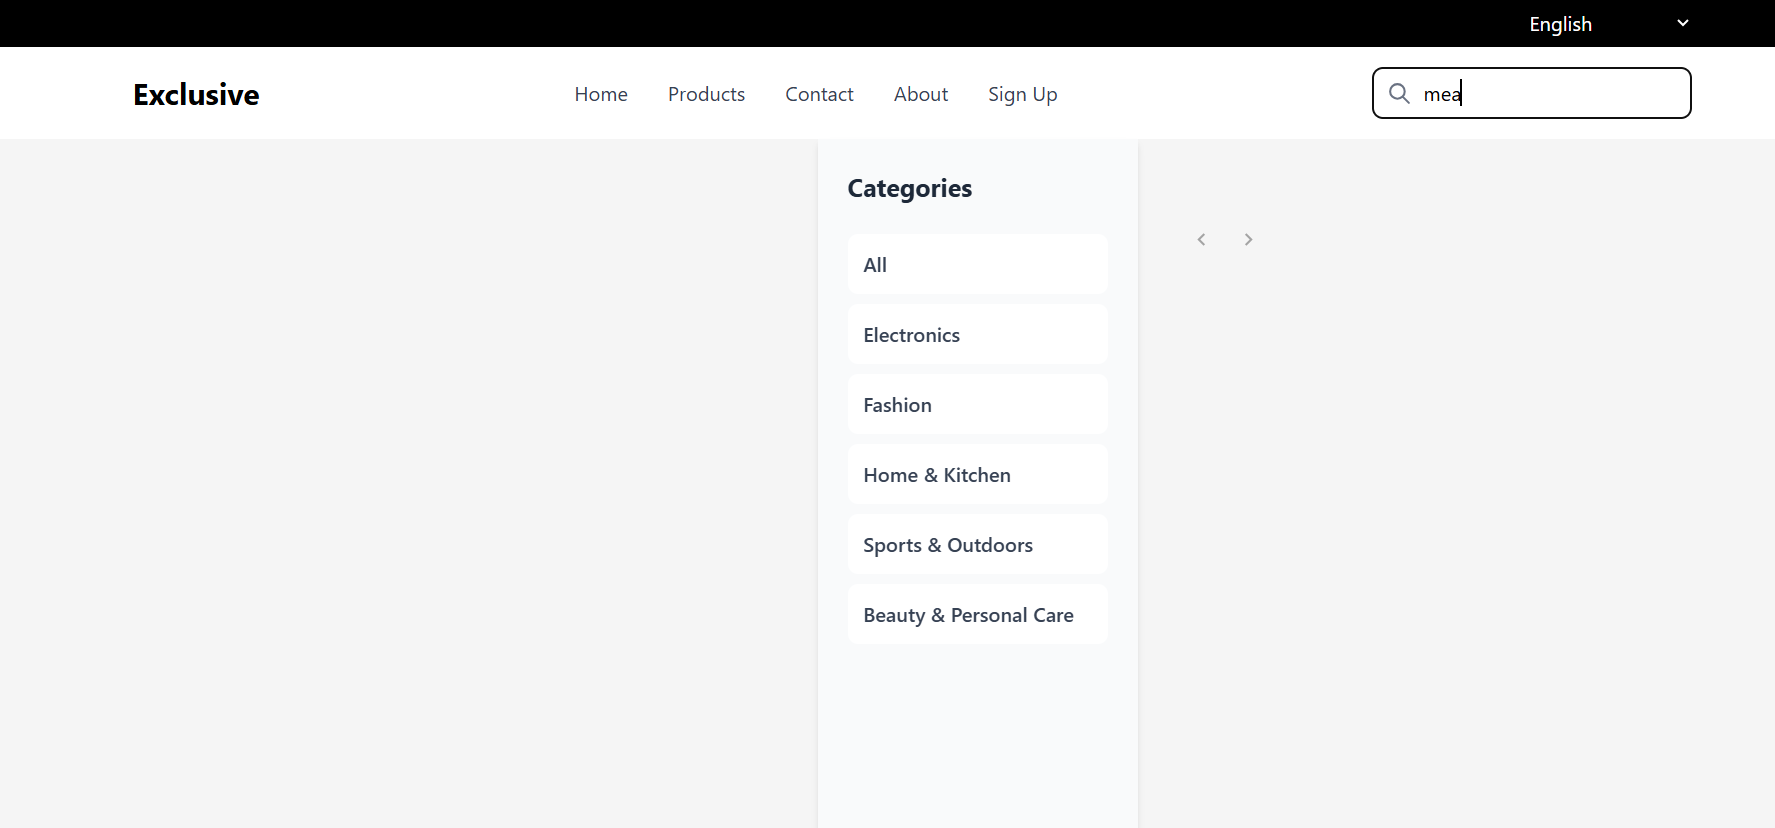 English
Exclusive
Home Products Contact About Sign Up
mea
Categories
All
Electronics
Fashion
Home & Kitchen
Sports & Outdoors
Beauty & Personal Care